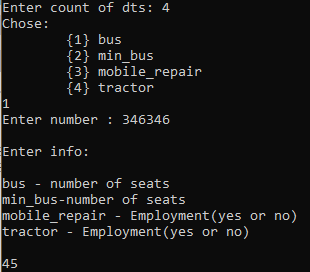 Enter count of dts: 4
Chose:
{1} bus
{2} min_bus
{3} mobile_repair
{4} tractor
1
Enter number : 346346
Enter info:
bus - number of seats
min_bus-number of seats
mobile_repair - Employment(yes or no)
tractor - Employment(yes or no)
45